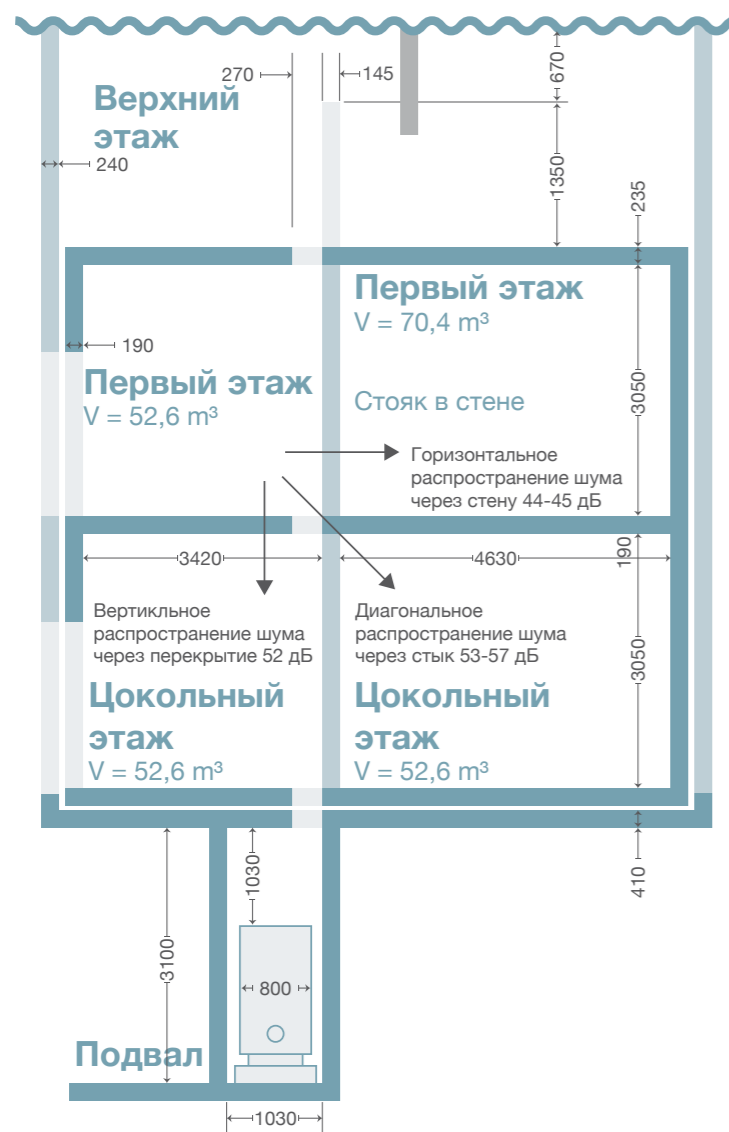 270
145
670
Верхний
этаж
240
1350
235
Первый этаж
V = 70,4 m³
190
Первый этаж
V = 52,6 m³
Стояк в стене
3050
Горизонтальное
распространение шума
через стену 44-45 дБ
3420
4630
190
Вертикльное
распространение шума
через перекрытие 52 дБ
Диагональное
распространение шума
через стык 53-57 дБ
3050
Цокольный
этаж
V = 52,6 m³
Цокольный
этаж
V = 52,6 m³
1030
410
3100
800
Подвал
1030